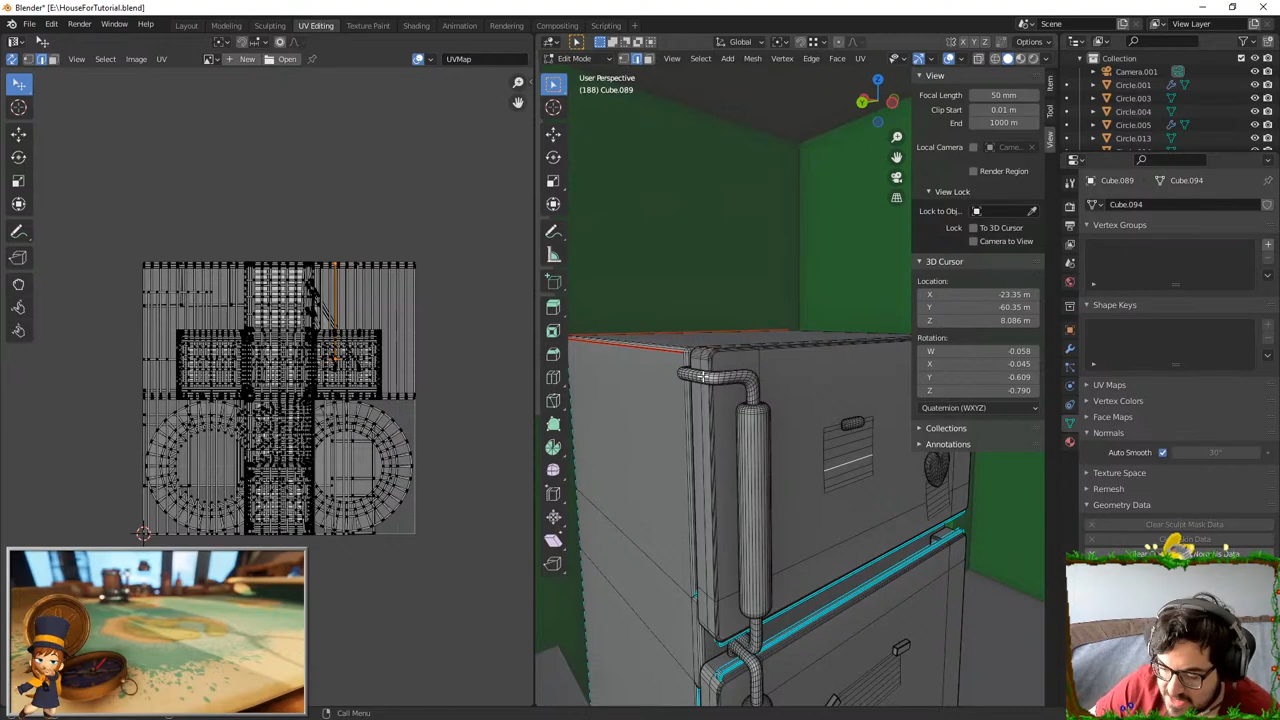 Blender* [E:\HouseForTutorial.blend]
File Edit Render Window Help Layout Modeling Sculpting UV Editing Texture Paint Shading Animation Rendering Compositing Scripting Scene View Layer
View Select Image UV New Open UVMap
Global Options
Edit Mode View Select Add Mesh Vertex Edge Face UV
User Perspective
(188) Cube.089
View
Focal Length 50 mm
Clip Start 0.01 m
End 1000 m
Local Camera Came...
Render Region
View Lock
Lock to Obj...
Lock To 3D Cursor
Camera to View
3D Cursor
Location:
X -23.35 m
Y -60.35 m
Z 8.086 m
Rotation:
W -0.058
X -0.045
Y -0.609
Z -0.790
Quaternion (WXYZ)
Collections
Annotations
Item
Tool
View
X
Y
Z
Collection
Camera.001
Circle.001
Circle.003
Circle.004
Circle.005
Circle.013
Cube.089 Cube.094
Cube.094
Vertex Groups
Shape Keys
UV Maps
Vertex Colors
Face Maps
Normals
Auto Smooth 30°
Texture Space
Remesh
Geometry Data
Clear Sculpt Mask Data
Call Menu